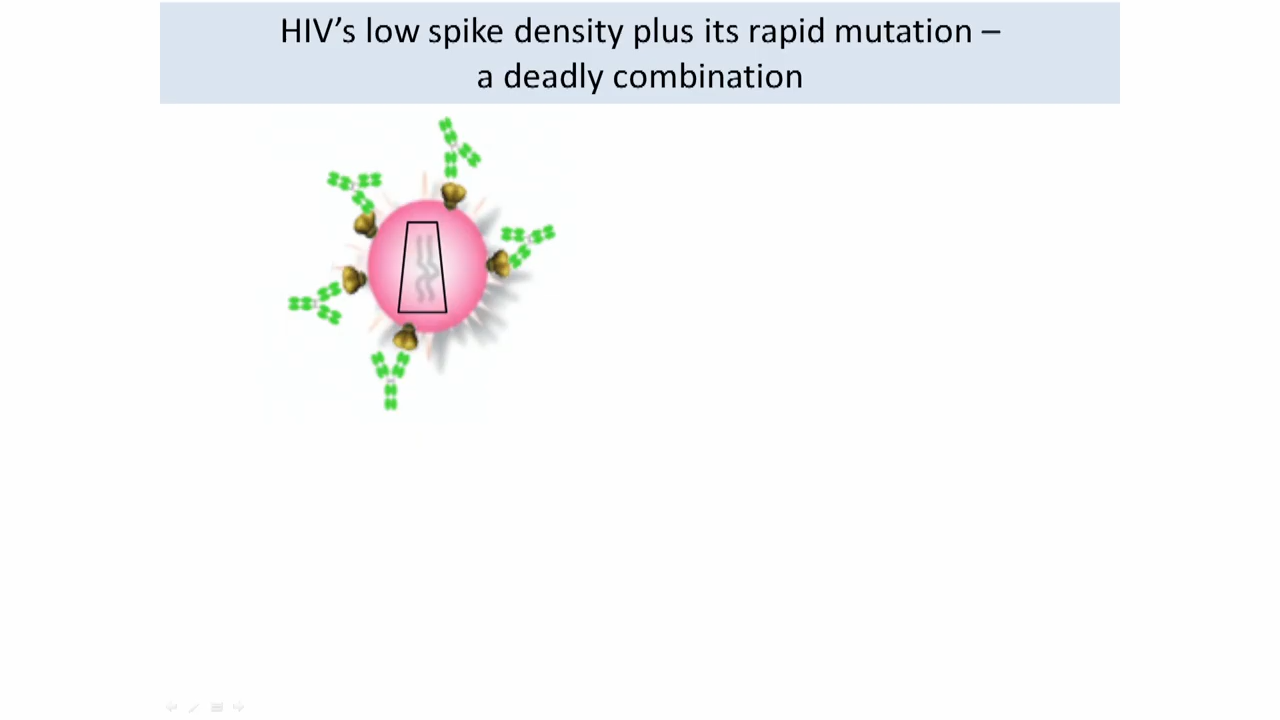 HIV’s low spike density plus its rapid mutation –
a deadly combination